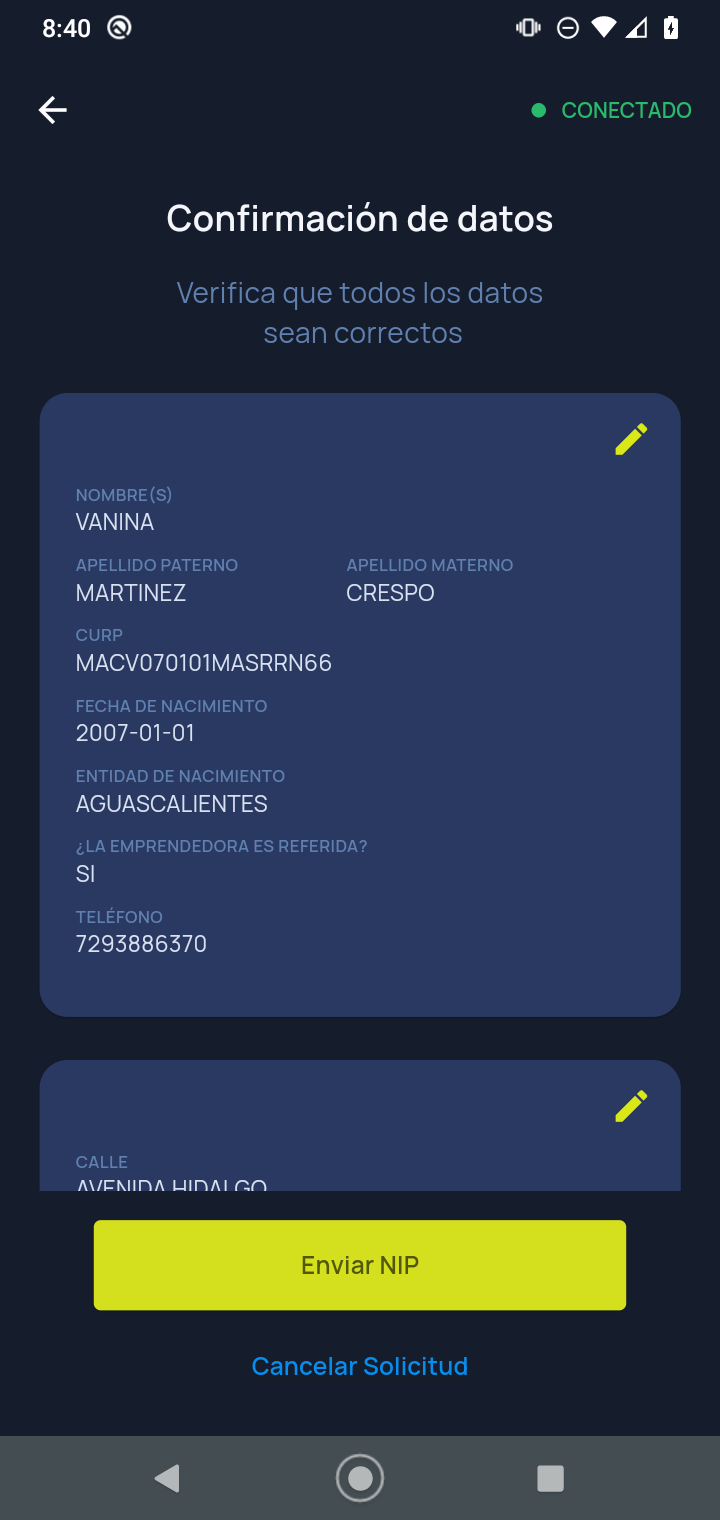 8:40
CONECTADO
Confirmación de datos
Verifica que todos los datos
sean correctos
NOMBRE(S)
VANINA
APELLIDO PATERNO APELLIDO MATERNO
MARTINEZ CRESPO
CURP
MACV070101MASRRN66
FECHA DE NACIMIENTO
2007-01-01
ENTIDAD DE NACIMIENTO
AGUASCALIENTES
¿LA EMPRENDEDORA ES REFERIDA?
SI
TELÉFONO
7293886370
CALLE
AVENIDA HIDALGO
Enviar NIP
Cancelar Solicitud